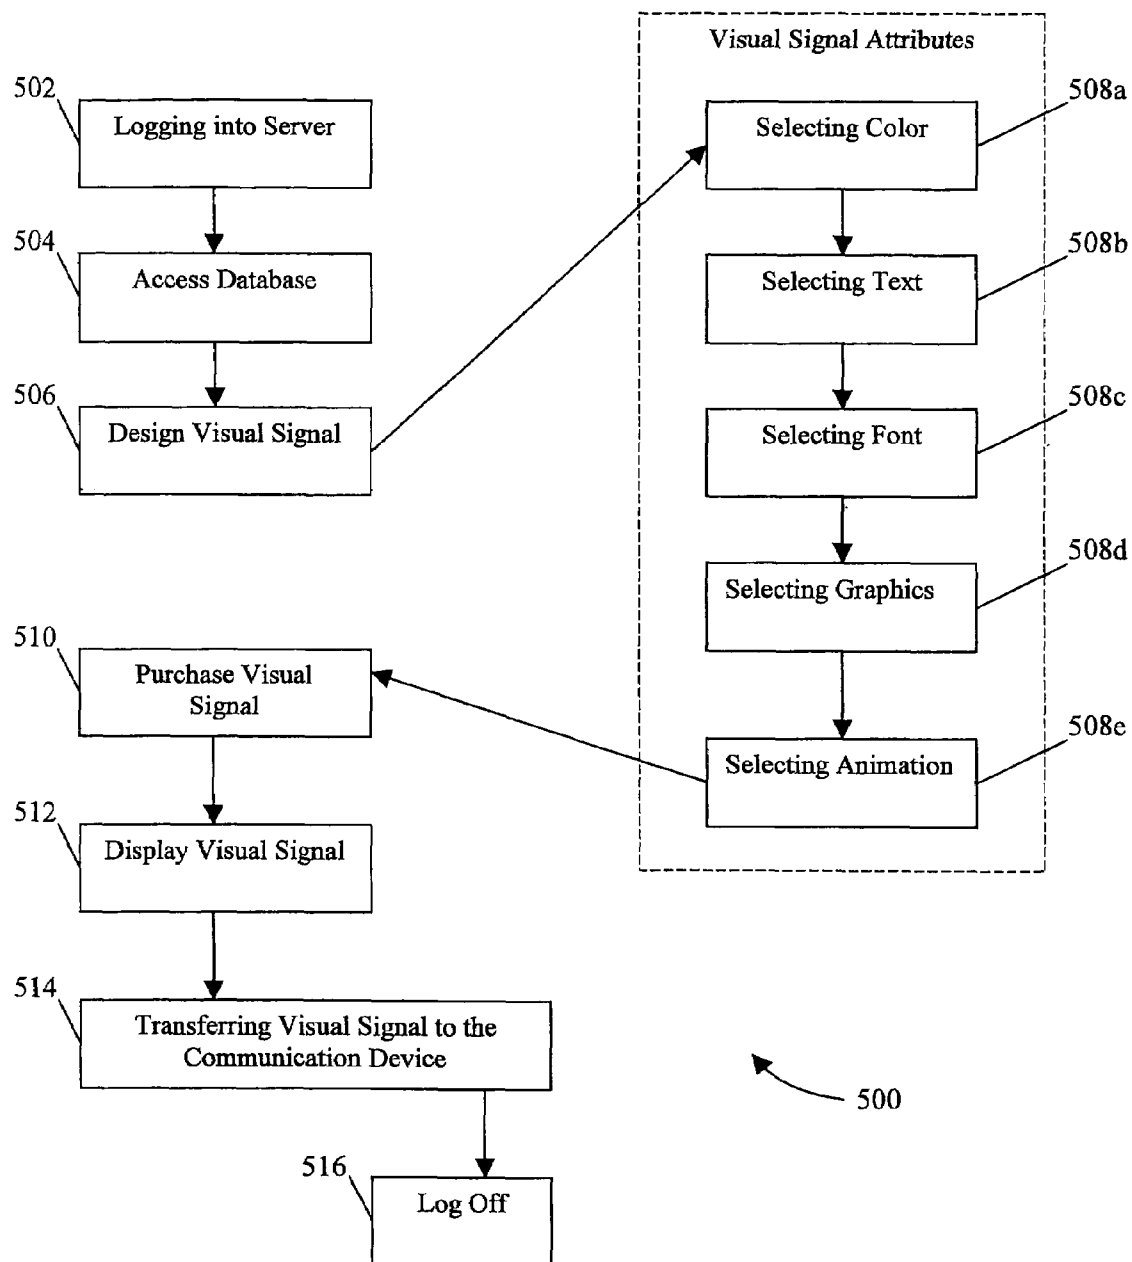 502
Logging into Server
504
Access Database
506
Design Visual Signal
Visual Signal Attributes
508a
Selecting Color
508b
Selecting Text
508c
Selecting Font
508d
Selecting Graphics
508e
Selecting Animation
510
Purchase Visual
Signal
512
Display Visual Signal
514
Transferring Visual Signal to the
Communication Device
500
516
Log Off